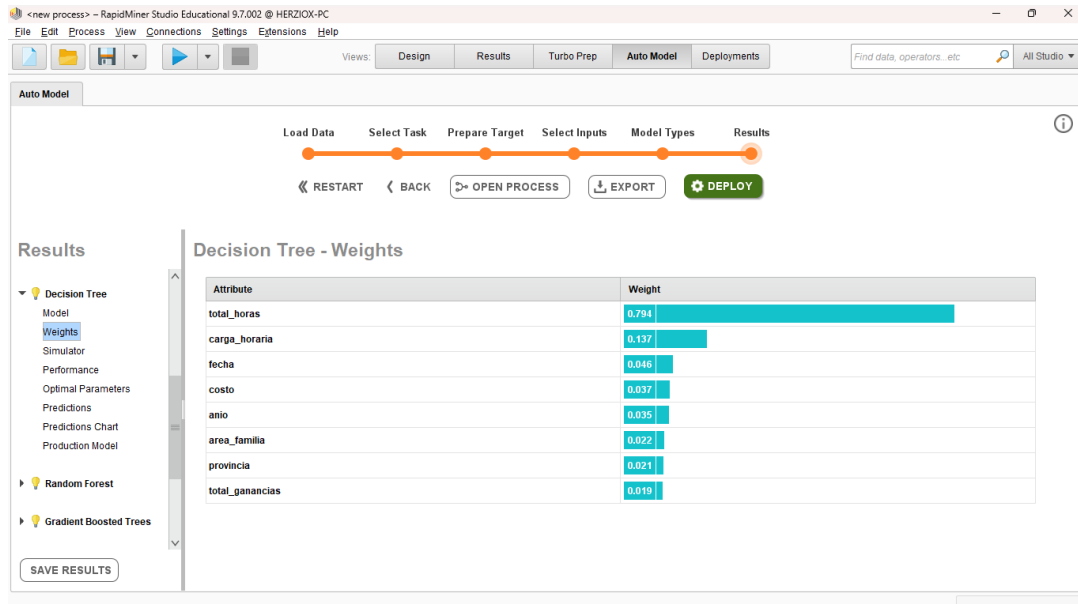 <new process> – RapidMiner Studio Educational 9.7.002 @ HERZIOX-PC
File Edit Process View Connections Settings Extensions Help
Views: Design Results Turbo Prep Auto Model Deployments Find data, operators...etc All Studio
Auto Model
Load Data Select Task Prepare Target Select Inputs Model Types Results
RESTART BACK OPEN PROCESS EXPORT DEPLOY
Results
Decision Tree
Model
Weights
Simulator
Performance
Optimal Parameters
Predictions
Predictions Chart
Production Model
Random Forest
Gradient Boosted Trees
SAVE RESULTS
Decision Tree - Weights
Attribute Weight
total_horas 0.794
carga_horaria 0.137
fecha 0.046
costo 0.037
anio 0.035
area_familia 0.022
provincia 0.021
total_ganancias 0.019